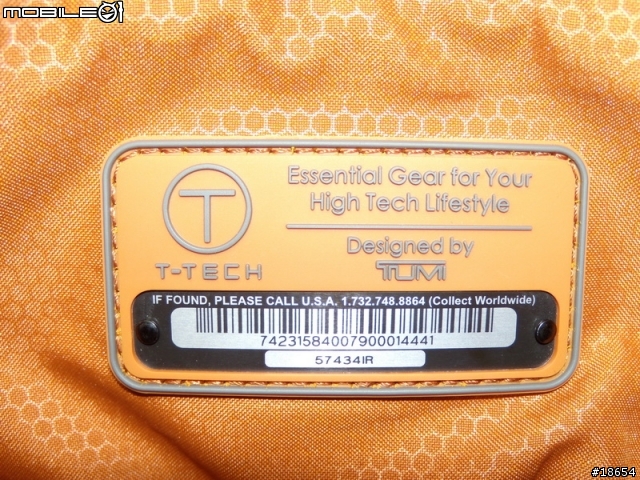 MOBILE01
T
T-TECH
Essential Gear for Your
High Tech Lifestyle
Designed by
TUMI
IF FOUND, PLEASE CALL U.S.A. 1.732.748.8864 (Collect Worldwide)
74231584007900014441
57434IR
#18654